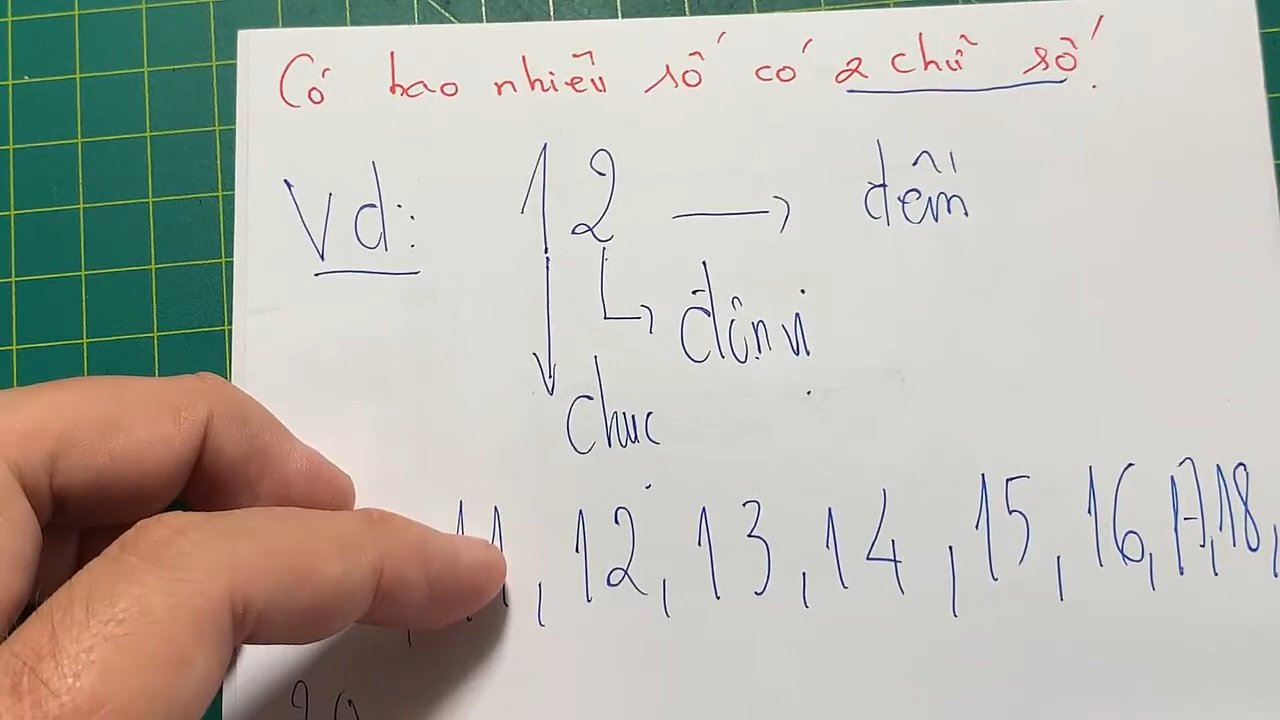 Có bao nhiêu số có 2 chữ số.
Vd: 12 → đếm
đơn vị
chục
11, 12, 13, 14, 15, 16, 17, 18,